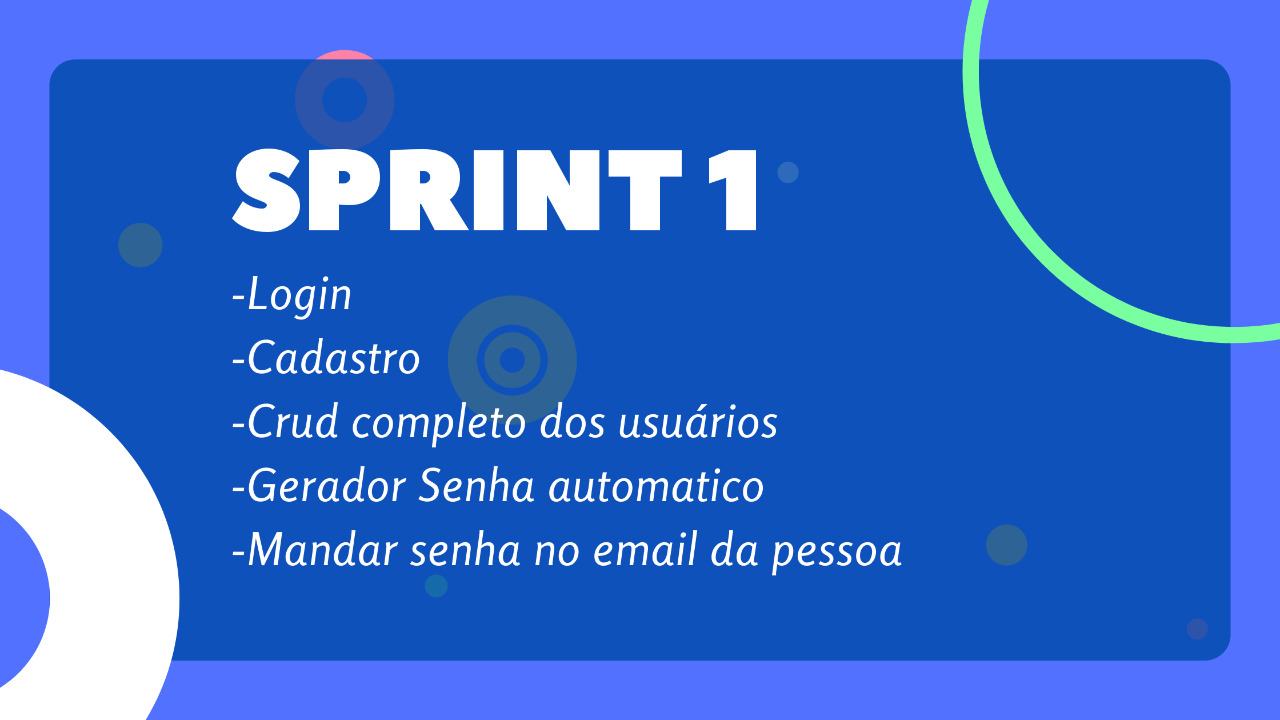 SPRINT 1
-Login
-Cadastro
-Crud completo dos usuários
-Gerador Senha automatico
-Mandar senha no email da pessoa